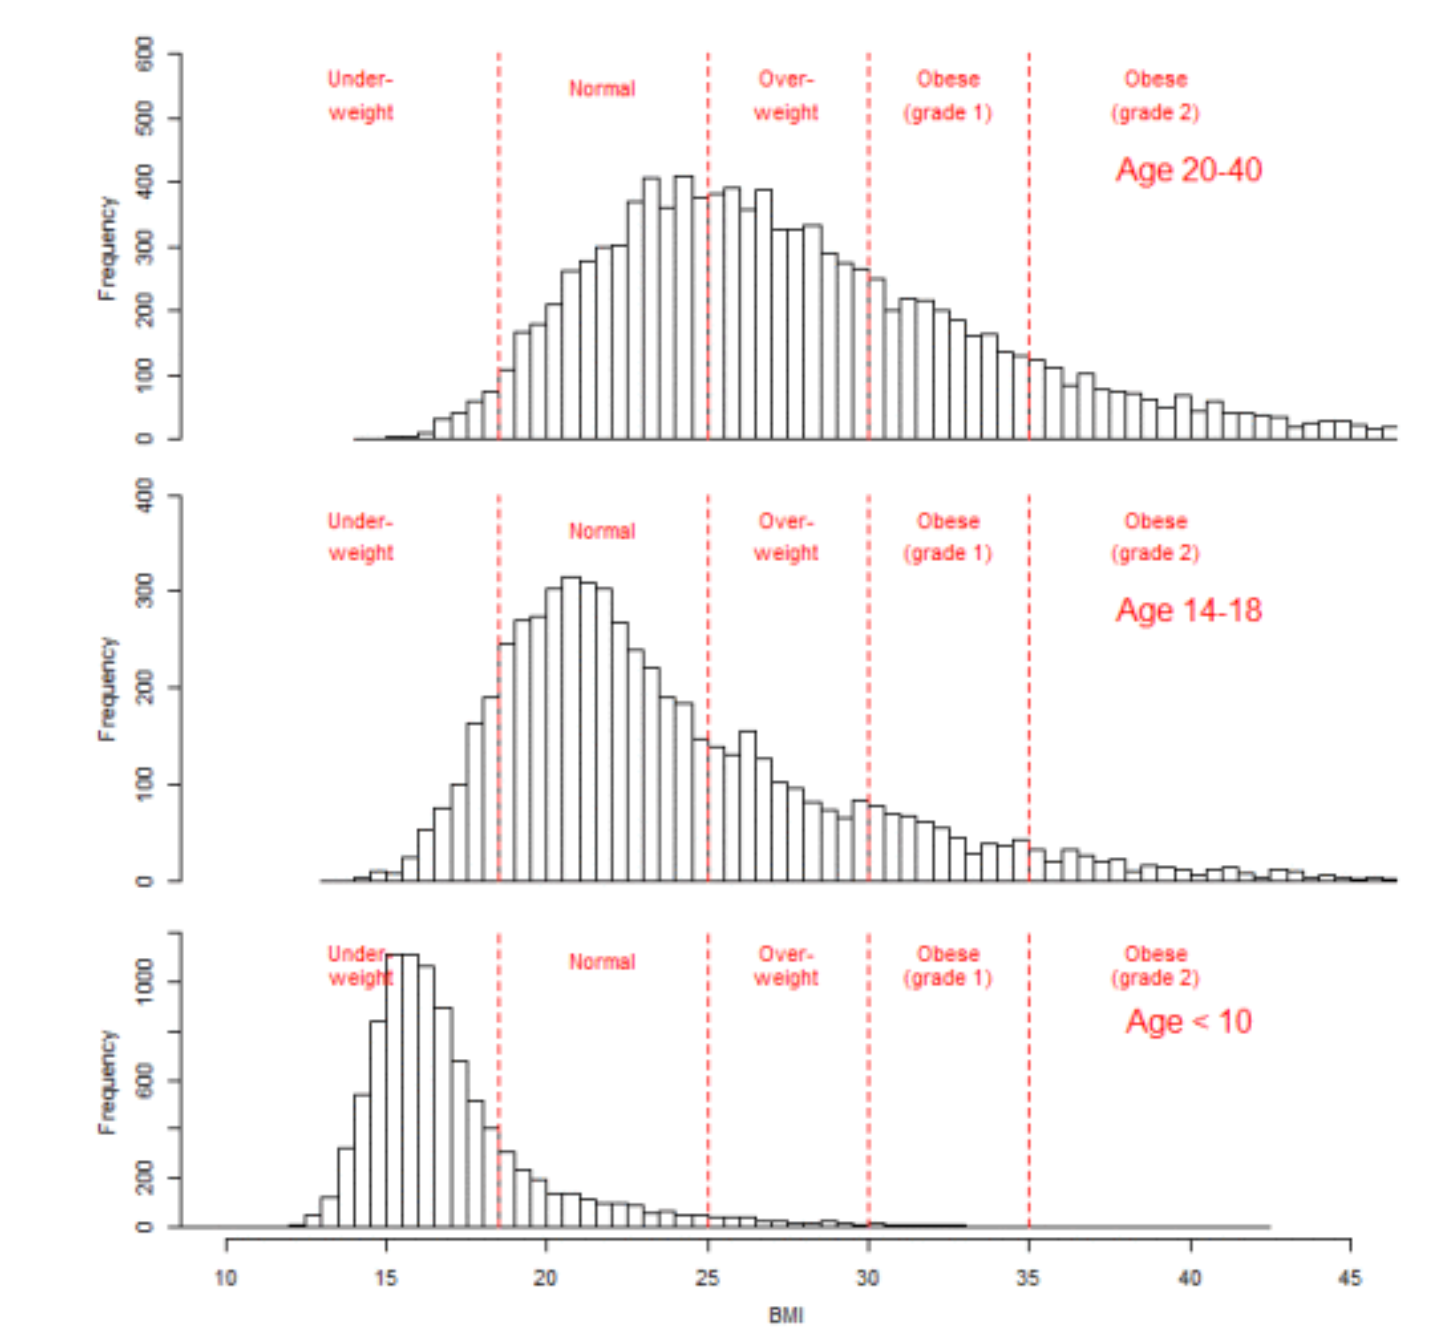 600
500
400
300
200
100
0
Frequency
Under-
weight
Normal
Over-
weight
Obese
(grade 1)
Obese
(grade 2)
Age 20-40
400
300
200
100
0
Frequency
Under-
weight
Normal
Over-
weight
Obese
(grade 1)
Obese
(grade 2)
Age 14-18
1000
600
200
0
Frequency
Under-
weight
Normal
Over-
weight
Obese
(grade 1)
Obese
(grade 2)
Age < 10
10 15 20 25 30 35 40 45
BMI